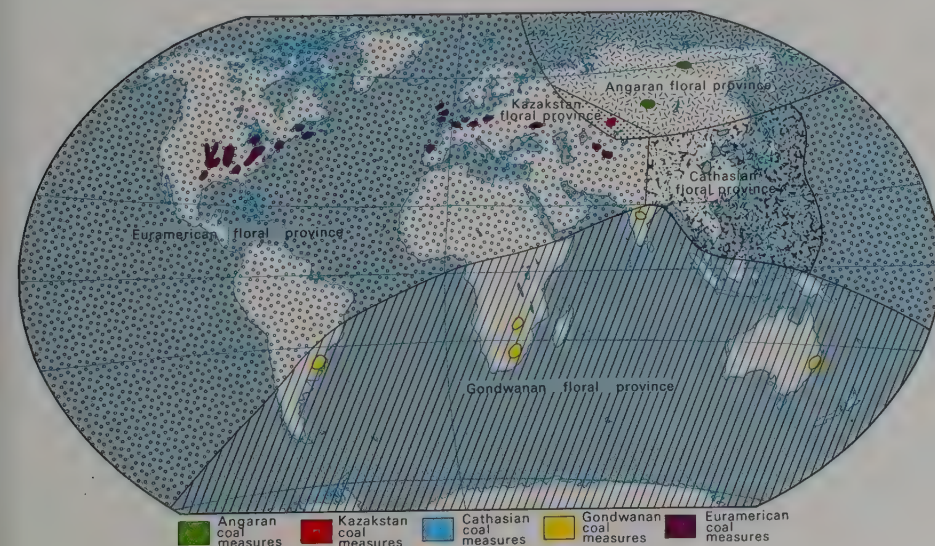 Angaran floral province
Kazakstan
floral province
Cathasian
floral province
Euramerican floral province
Gondwanan floral province
Angaran
coal
measures
Kazakstan
coal
measures
Cathasian
coal
measures
Gondwanan
coal
measures
Euramerican
coal
measures